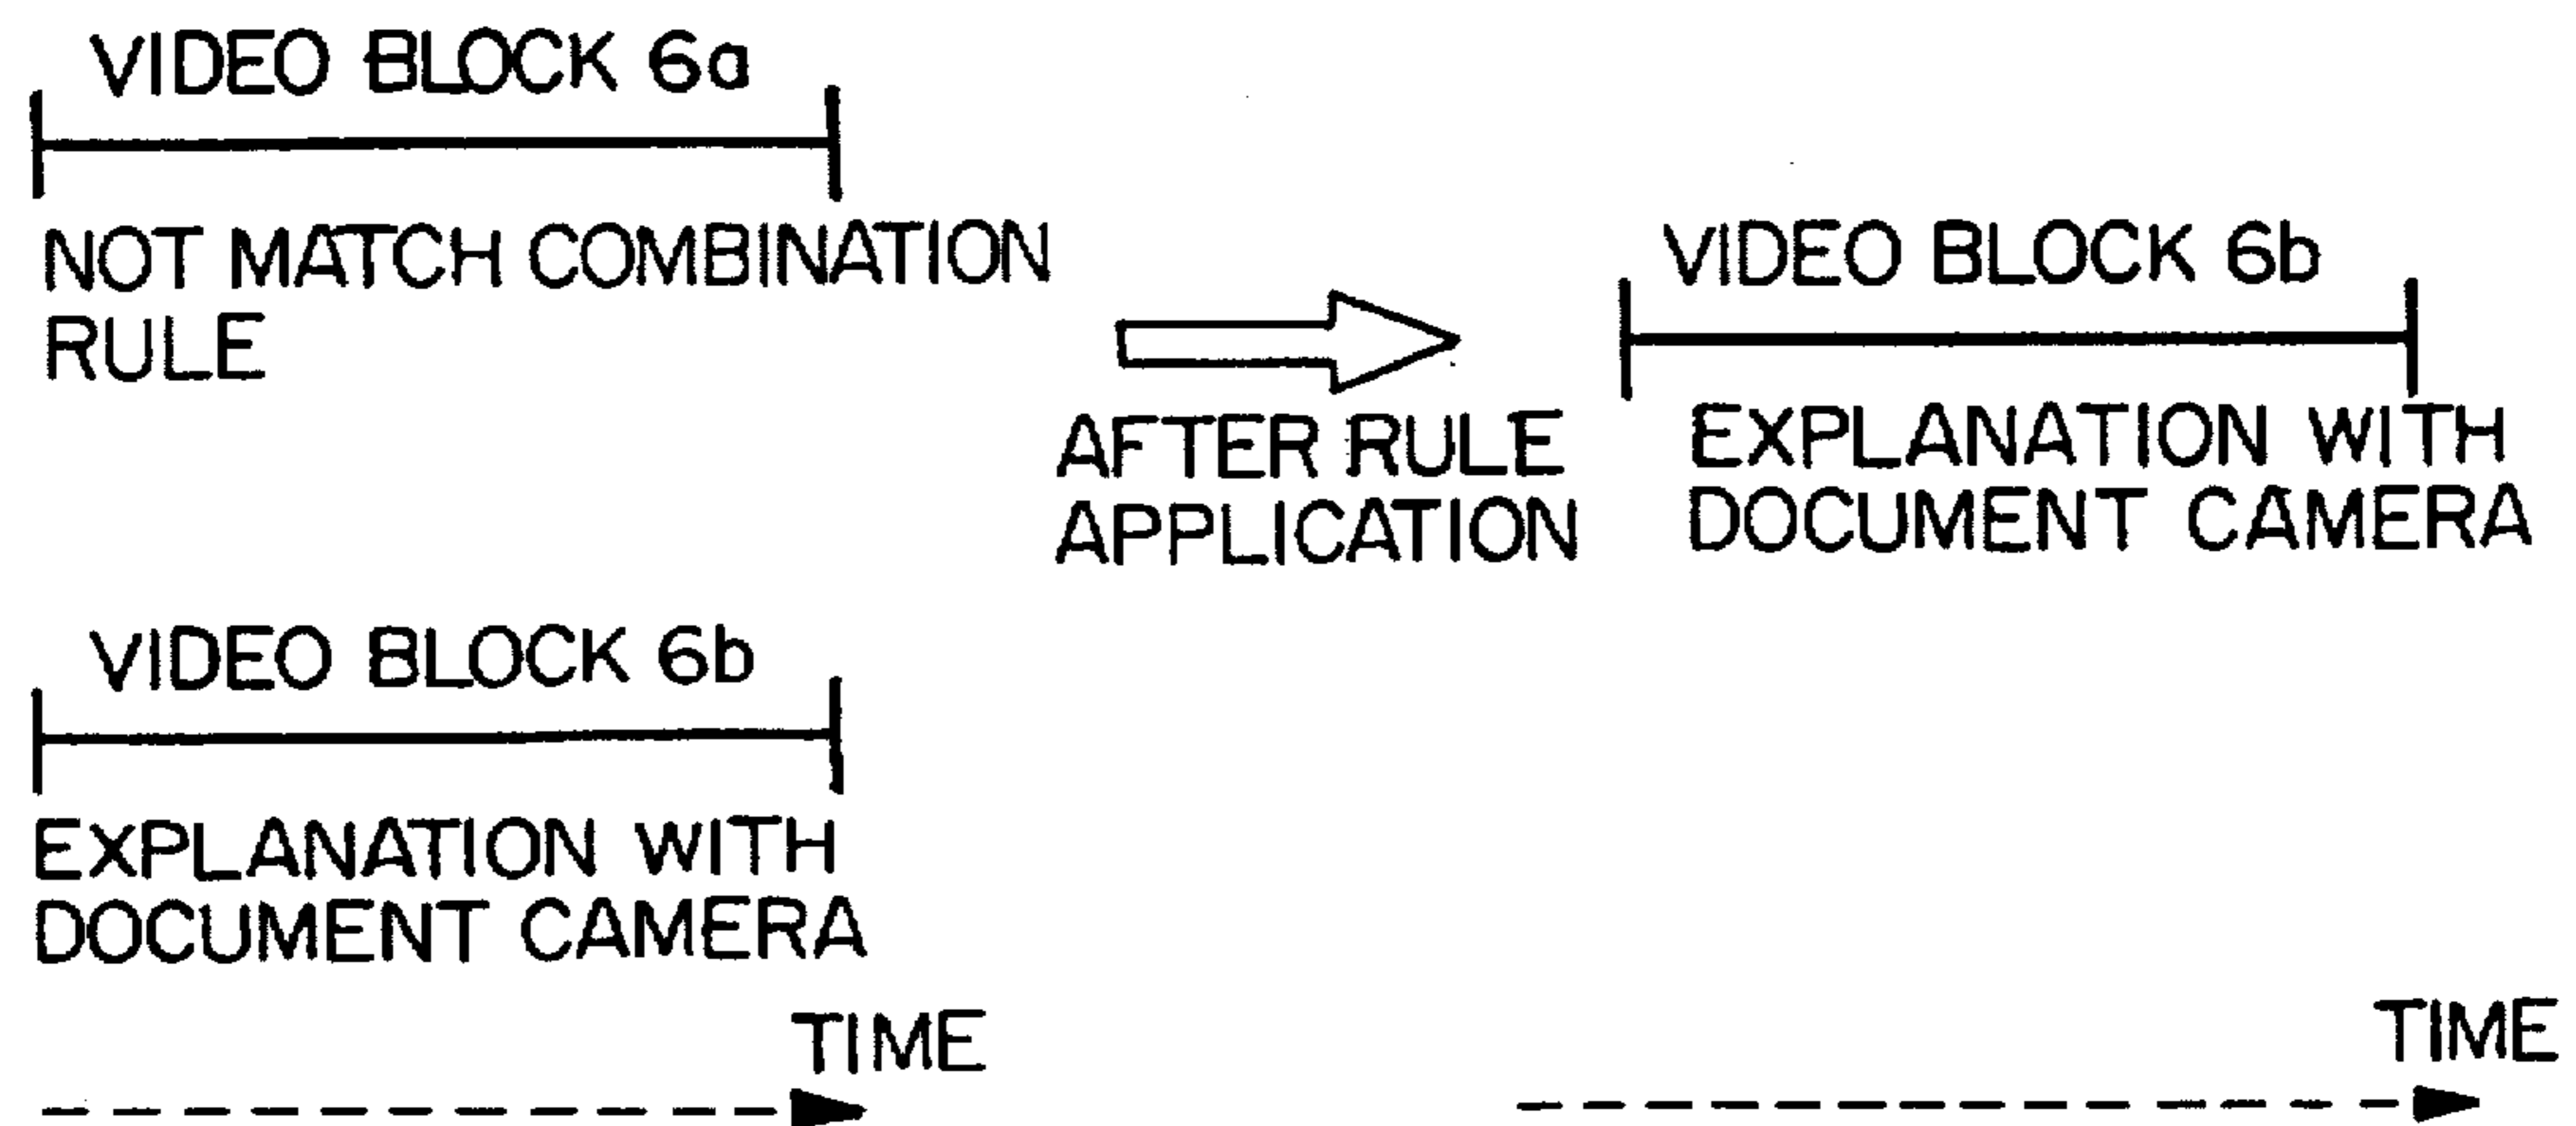 VIDEO BLOCK 6a
NOT MATCH COMBINATION
RULE
VIDEO BLOCK 6b
EXPLANATION WITH
DOCUMENT CAMERA
TIME
AFTER RULE
APPLICATION
VIDEO BLOCK 6b
EXPLANATION WITH
DOCUMENT CAMERA
TIME